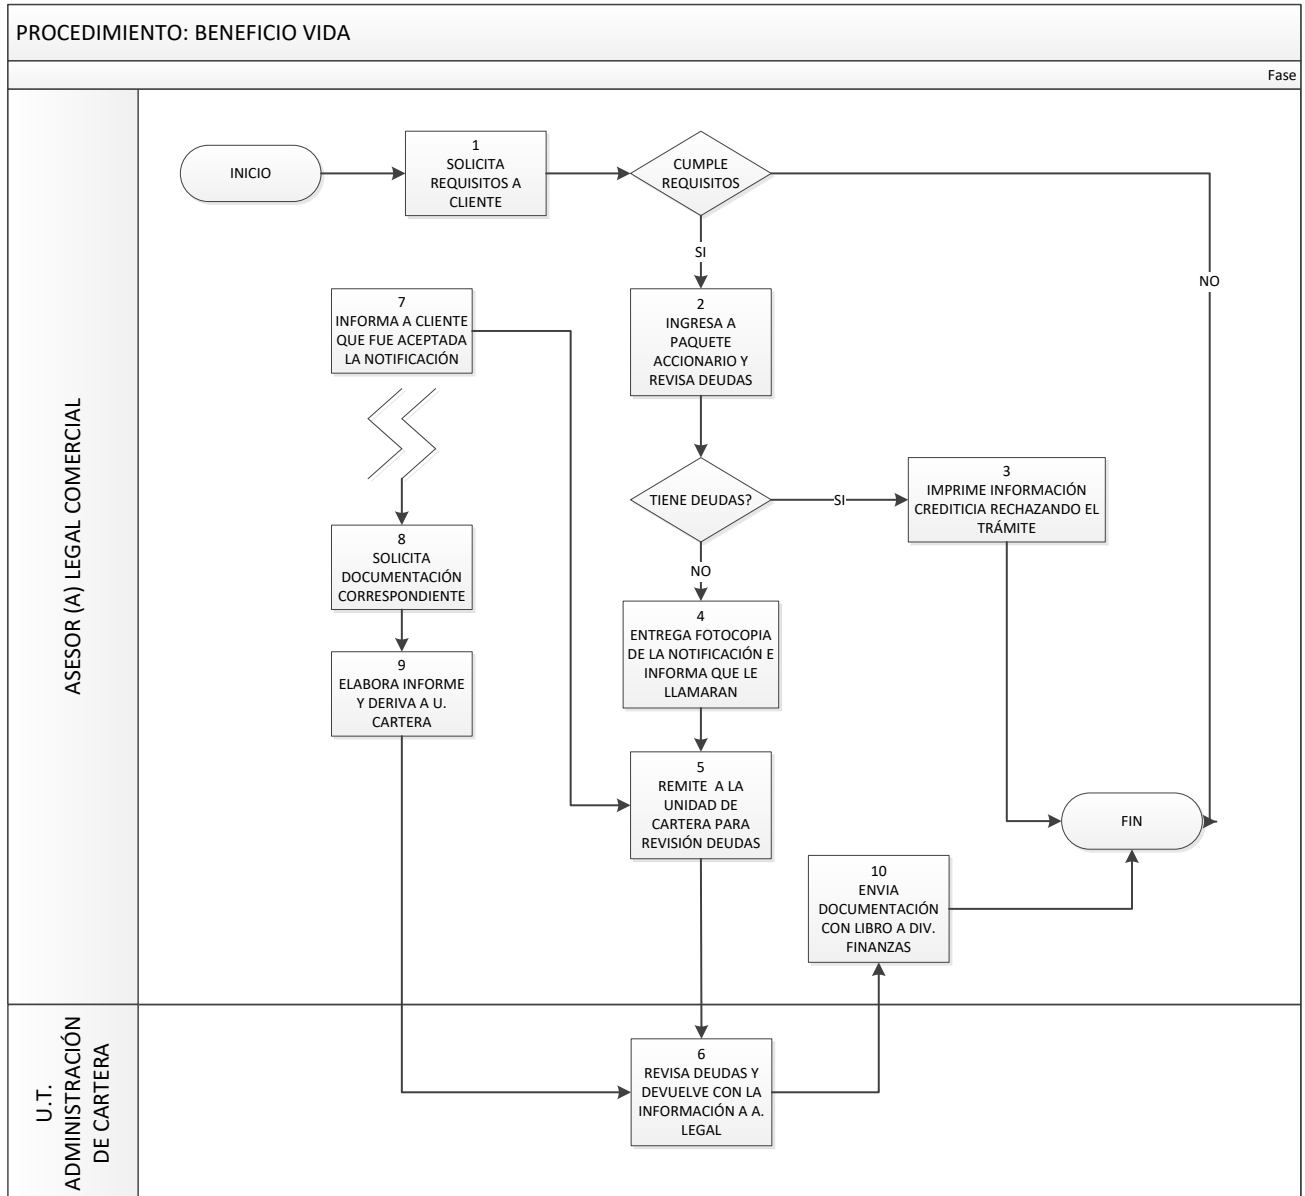 PROCEDIMIENTO: BENEFICIO VIDA
Fase
ASESOR (A) LEGAL COMERCIAL
INICIO
1
SOLICITA
REQUISITOS A
CLIENTE
CUMPLE
REQUISITOS
SI
NO
7
INFORMA A CLIENTE
QUE FUE ACEPTADA
LA NOTIFICACIÓN
2
INGRESA A
PAQUETE
ACCIONARIO Y
REVISA DEUDAS
TIENE DEUDAS?
SI
3
IMPRIME INFORMACIÓN
CREDITICIA RECHAZANDO EL
TRÁMITE
8
SOLICITA
DOCUMENTACIÓN
CORRESPONDIENTE
NO
4
ENTREGA FOTOCOPIA
DE LA NOTIFICACIÓN E
INFORMA QUE LE
LLAMARAN
9
ELABORA INFORME
Y DERIVA A U.
CARTERA
5
REMITE A LA
UNIDAD DE
CARTERA PARA
REVISIÓN DEUDAS
FIN
10
ENVIA
DOCUMENTACIÓN
CON LIBRO A DIV.
FINANZAS
U.T.
ADMINISTRACIÓN
DE CARTERA
6
REVISA DEUDAS Y
DEVUELVE CON LA
INFORMACIÓN A A.
LEGAL